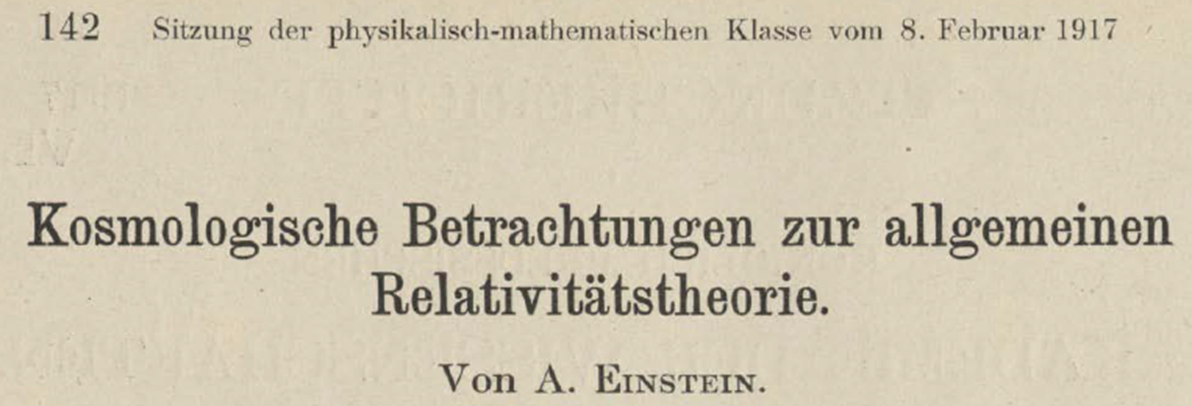 142 Sitzung der physikalisch-mathematischen Klasse vom 8. Februar 1917
Kosmologische Betrachtungen zur allgemeinen
Relativitätstheorie.
Von A. EINSTEIN.